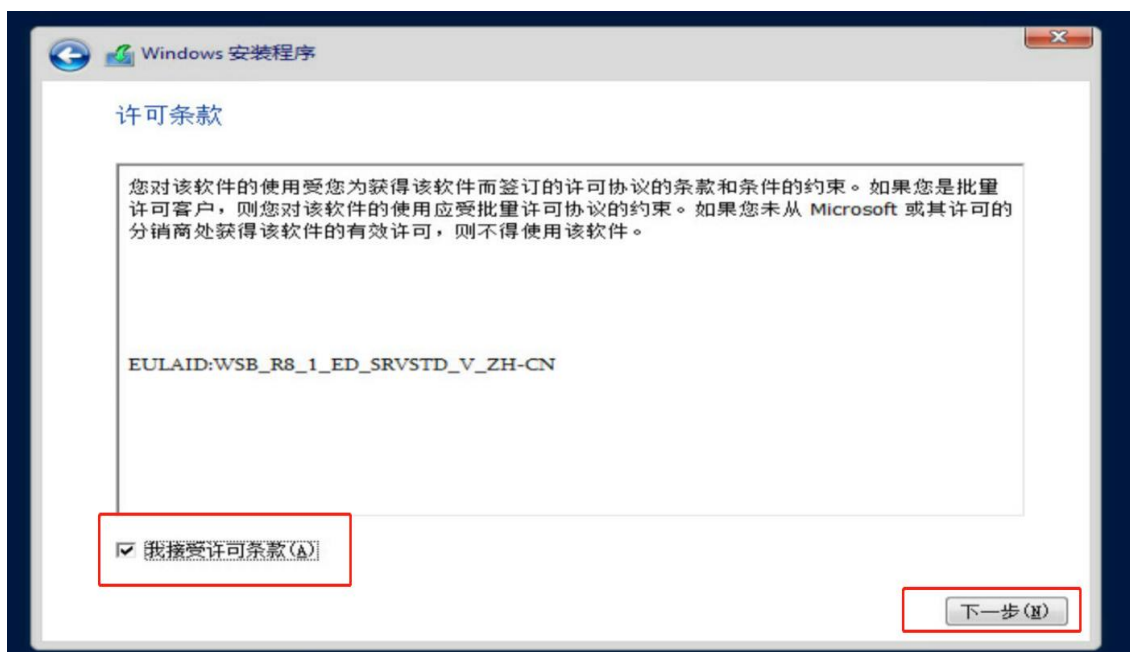 Windows 安装程序
许可条款
您对该软件的使用受您为获得该软件而签订的许可协议的条款和条件的约束。如果您是批量
许可客户，则您对该软件的使用应受批量许可协议的约束。如果您未从 Microsoft 或其许可的
分销商处获得该软件的有效许可，则不得使用该软件。
EULAID:WSB_R8_1_ED_SRVSTD_V_ZH-CN
我接受许可条款(A)
下一步(N)